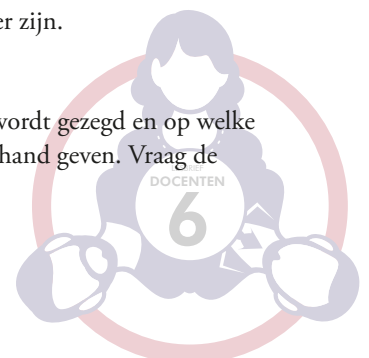 er zijn.
wordt gezegd en op welke
hand geven. Vraag de
DOCENTEN
6